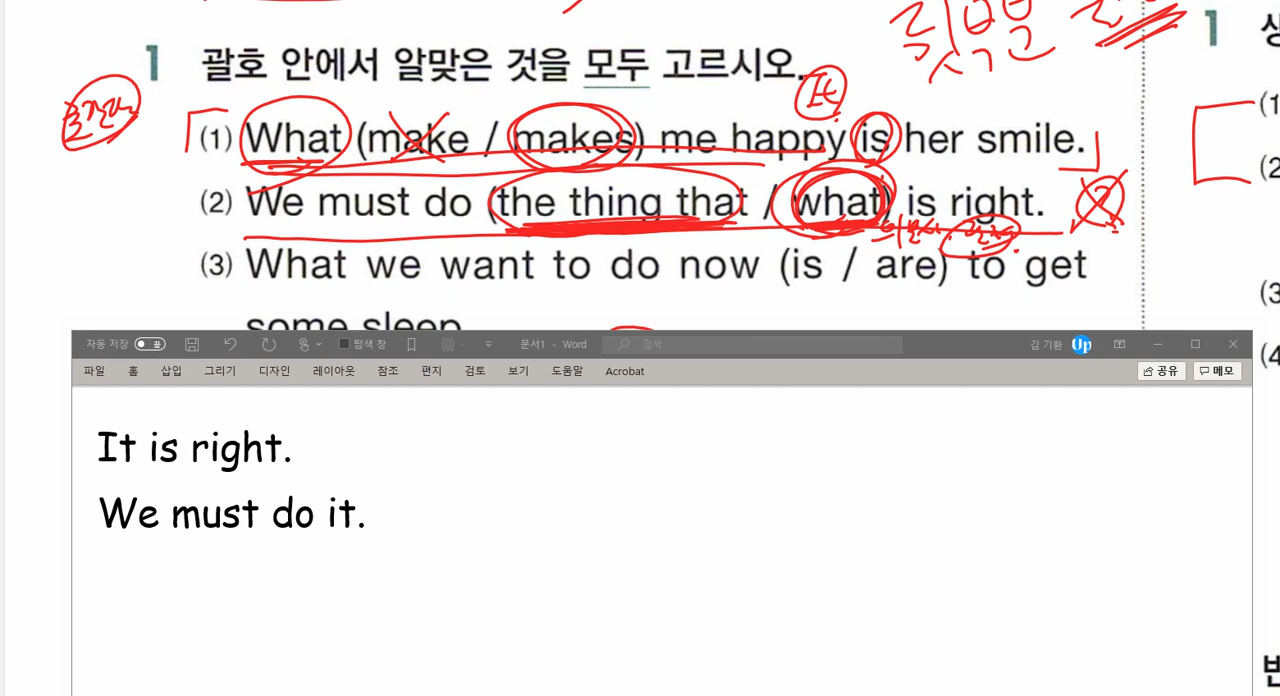 1 괄호 안에서 알맞은 것을 모두 고르시오.
It
(1) What (make / makes) me happy is her smile.
(2) We must do (the thing that / what) is right.
(3) What we want to do now (is / are) to get
some sleep
1
(1
(2
(3
(4
자동 저장 끔 탐색 창 문서1 - Word 검색 김 기환 Up
파일 홈 삽입 그리기 디자인 레이아웃 참조 편지 검토 보기 도움말 Acrobat 공유 메모
It is right.
We must do it.